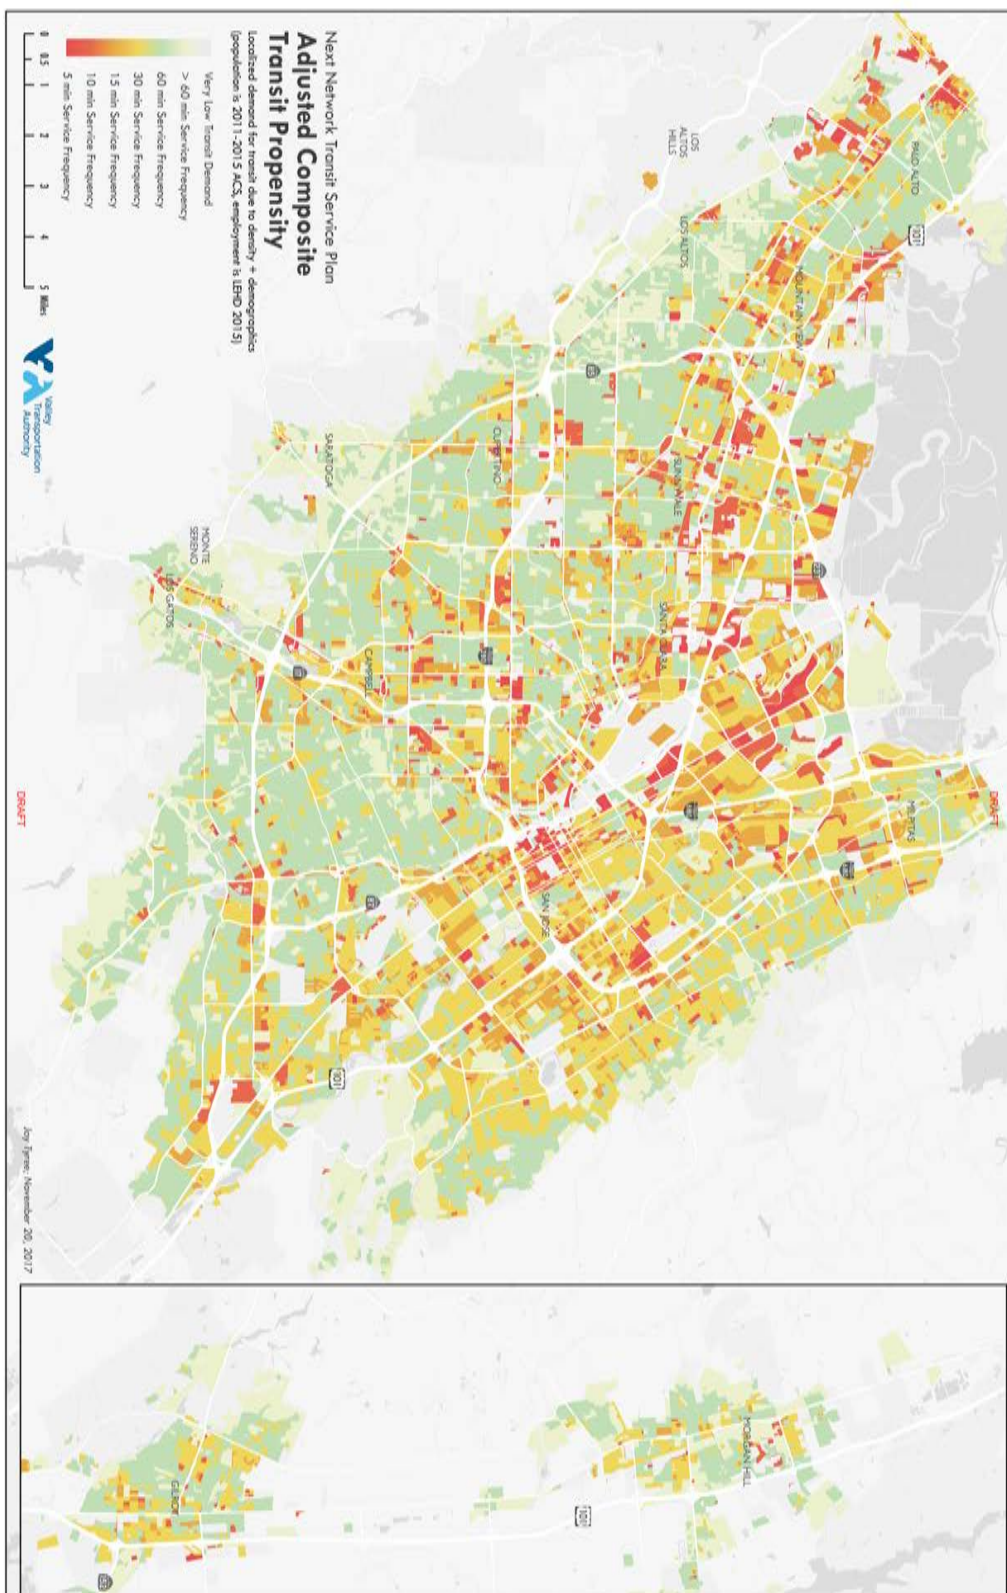 Next Network Transit Service Plan
Adjusted Composite
Transit Propensity
Localized demand for transit due to density + demographics
(population is 2011-2015 ACS, employment is LEHD 2015)
Very Low Transit Demand
> 60 min Service Frequency
60 min Service Frequency
30 min Service Frequency
15 min Service Frequency
10 min Service Frequency
5 min Service Frequency
0 0.5 1 2 3 4 5 Miles
Valley
Transportation
Authority
DRAFT
DRAFT
Jay Tyree: November 20, 2017
PALO ALTO
101
LOS
ALTOS
HILLS
LOS ALTOS
MOUNTAIN VIEW
85
SUNNYVALE
CUPERTINO
SARATOGA
237
SANTA CLARA
MONTE
SERENO
LOS GATOS
CAMPBELL
MILPITAS
SAN JOSE
87
101
MORGAN HILL
101
GILROY
152